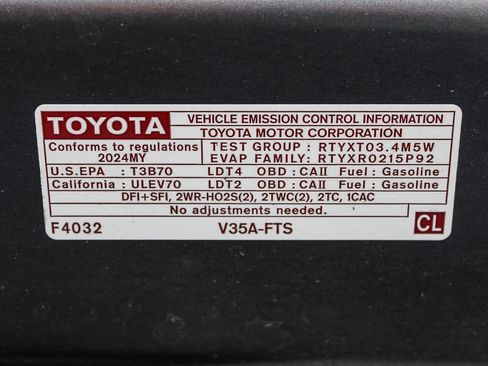 TOYOTA VEHICLE EMISSION CONTROL INFORMATION
TOYOTA MOTOR CORPORATION
Conforms to regulations TEST GROUP : RTYXT03.4M5W
2024MY EVAP FAMILY: RTYXR0215P92
U.S.EPA : T3B70 LDT4 OBD : CAII Fuel : Gasoline
California : ULEV70 LDT2 OBD : CAII Fuel : Gasoline
DFI+SFI, 2WR-HO2S(2), 2TWC(2), 2TC, 1CAC
No adjustments needed.
F4032 V35A-FTS CL